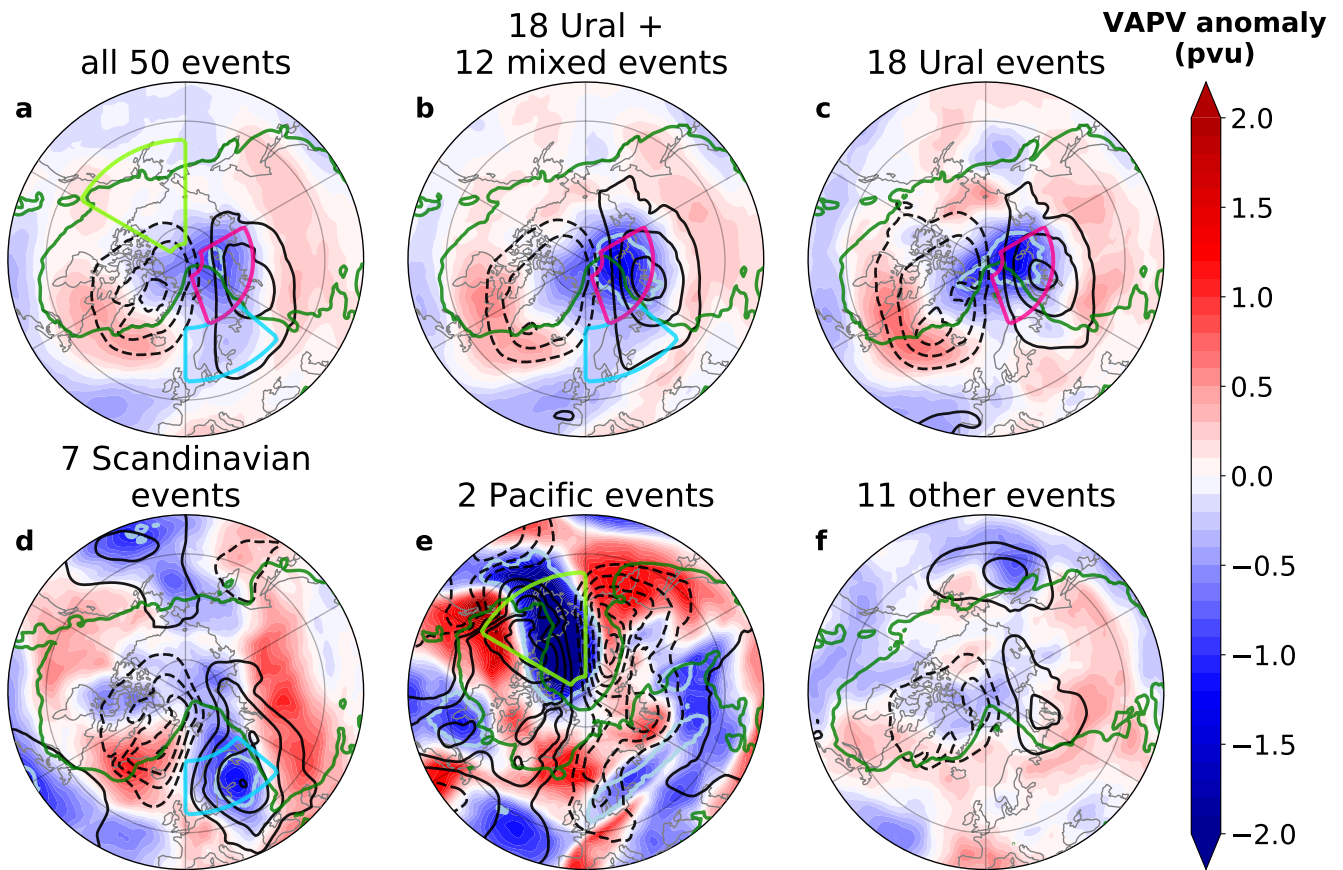 VAPV anomaly
(pvu)
all 50 events
18 Ural +
12 mixed events
18 Ural events
a
b
c
7 Scandinavian
events
2 Pacific events
11 other events
d
e
f
2.0
1.5
1.0
0.5
0.0
−0.5
−1.0
−1.5
−2.0